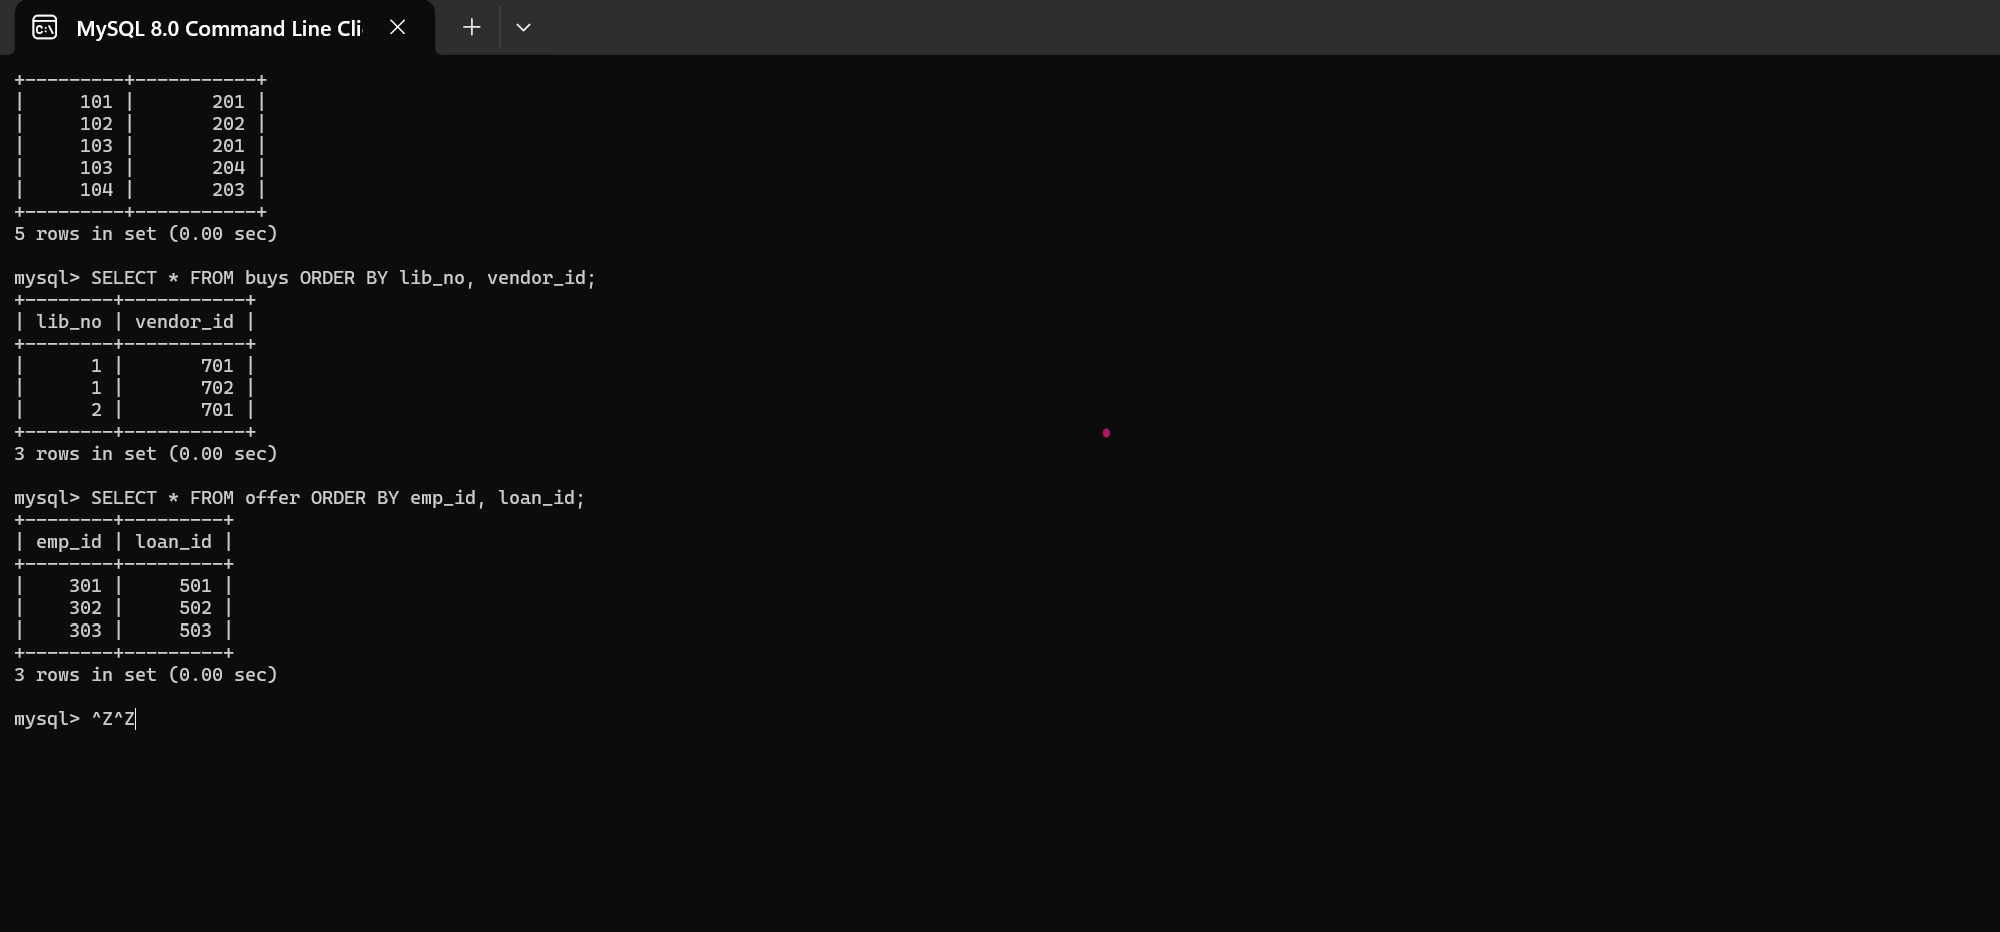 MySQL 8.0 Command Line Cli
+---------+-----------+
|     101 |       201 |
|     102 |       202 |
|     103 |       201 |
|     103 |       204 |
|     104 |       203 |
+---------+-----------+
5 rows in set (0.00 sec)
mysql> SELECT * FROM buys ORDER BY lib_no, vendor_id;
+--------+-----------+
| lib_no | vendor_id |
+--------+-----------+
|      1 |       701 |
|      1 |       702 |
|      2 |       701 |
+--------+-----------+
3 rows in set (0.00 sec)
mysql> SELECT * FROM offer ORDER BY emp_id, loan_id;
+--------+---------+
| emp_id | loan_id |
+--------+---------+
|    301 |     501 |
|    302 |     502 |
|    303 |     503 |
+--------+---------+
3 rows in set (0.00 sec)
mysql> ^Z^Z